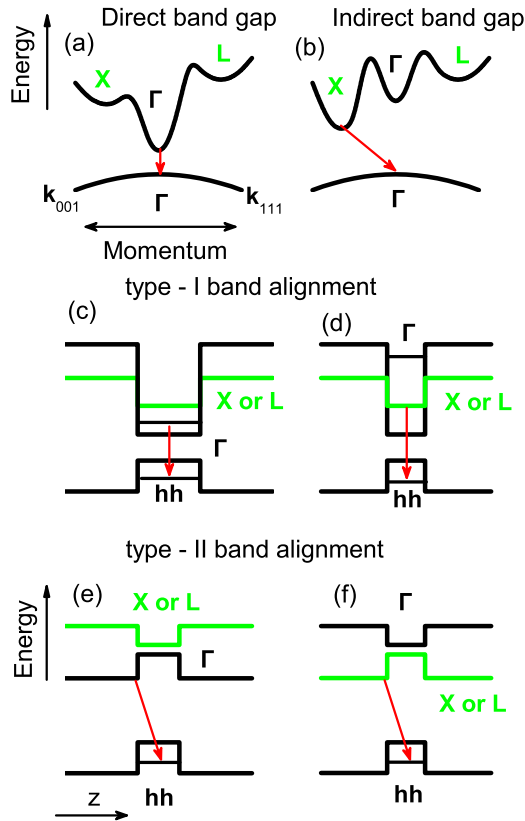 Direct band gap
Indirect band gap
Energy
(a)
X
Γ
L
(b)
X
Γ
L
k001
Γ
k111
Γ
Momentum
type - I band alignment
(c)
X or L
Γ
hh
(d)
Γ
X or L
hh
type - II band alignment
Energy
(e)
X or L
Γ
hh
(f)
Γ
X or L
hh
z